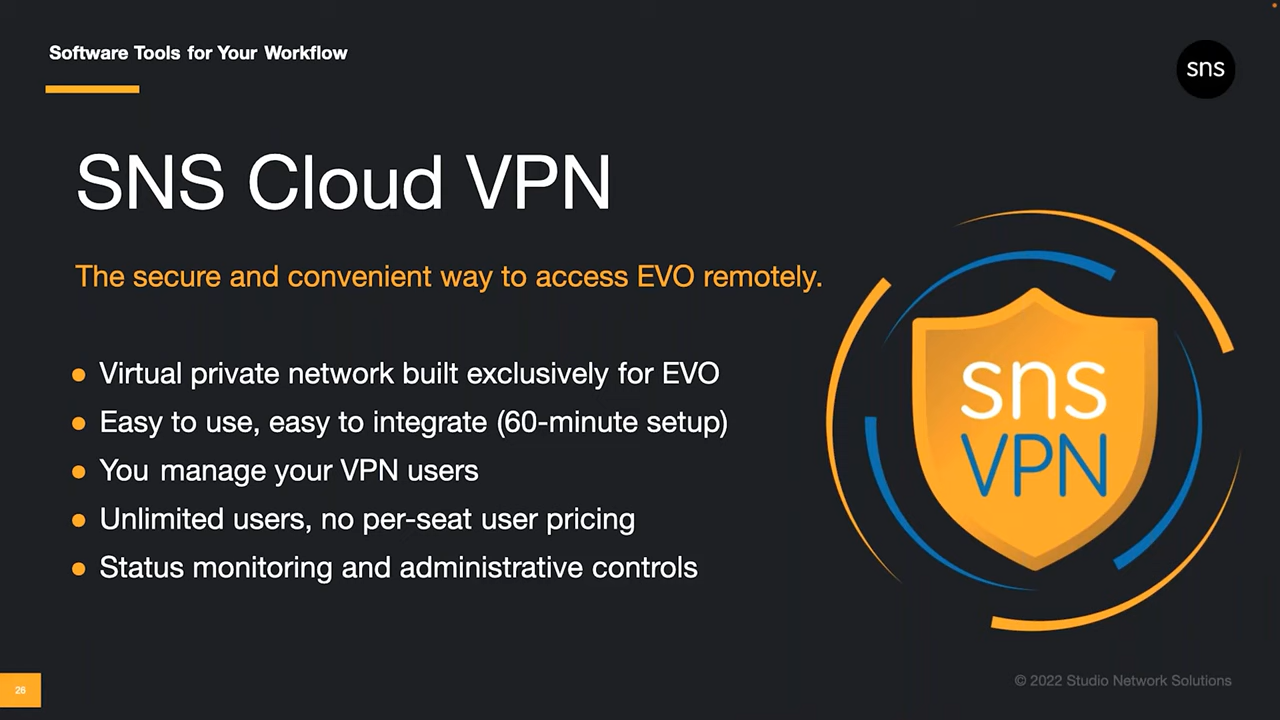 Software Tools for Your Workflow
sns
SNS Cloud VPN
The secure and convenient way to access EVO remotely.
● Virtual private network built exclusively for EVO
● Easy to use, easy to integrate (60-minute setup)
● You manage your VPN users
● Unlimited users, no per-seat user pricing
● Status monitoring and administrative controls
sns
VPN
26
© 2022 Studio Network Solutions